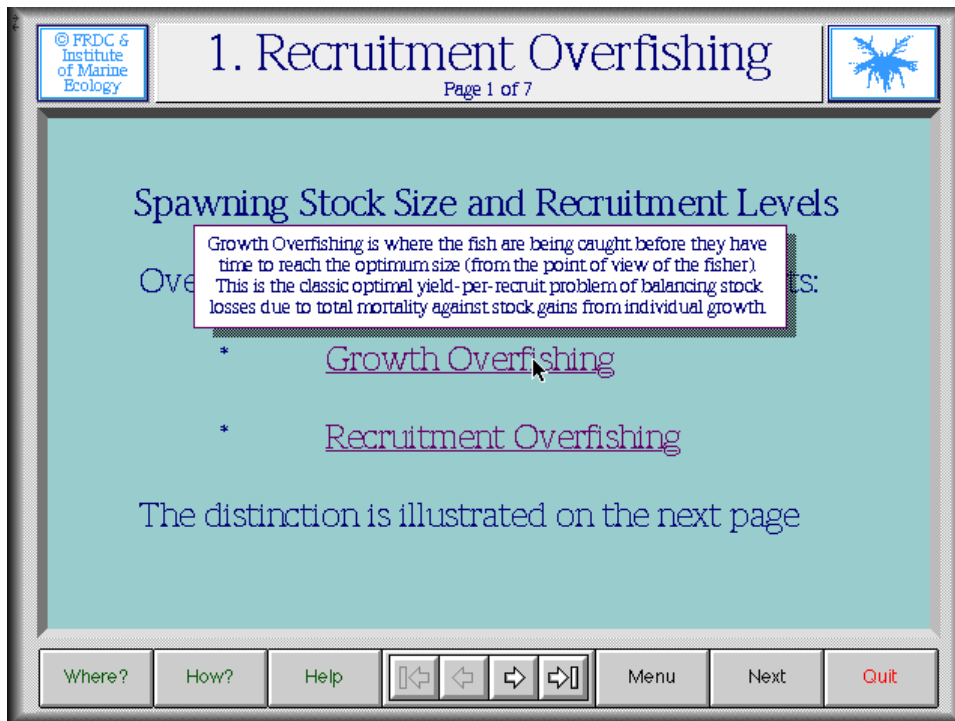 © FRDC &
Institute
of Marine
Ecology
1. Recruitment Overfishing
Page 1 of 7
Spawning Stock Size and Recruitment Levels
Growth Overfishing is where the fish are being caught before they have
time to reach the optimum size (from the point of view of the fisher).
This is the classic optimal yield-per-recruit problem of balancing stock
losses due to total mortality against stock gains from individual growth
* Growth Overfishing
* Recruitment Overfishing
The distinction is illustrated on the next page
Where? How? Help Menu Next Quit